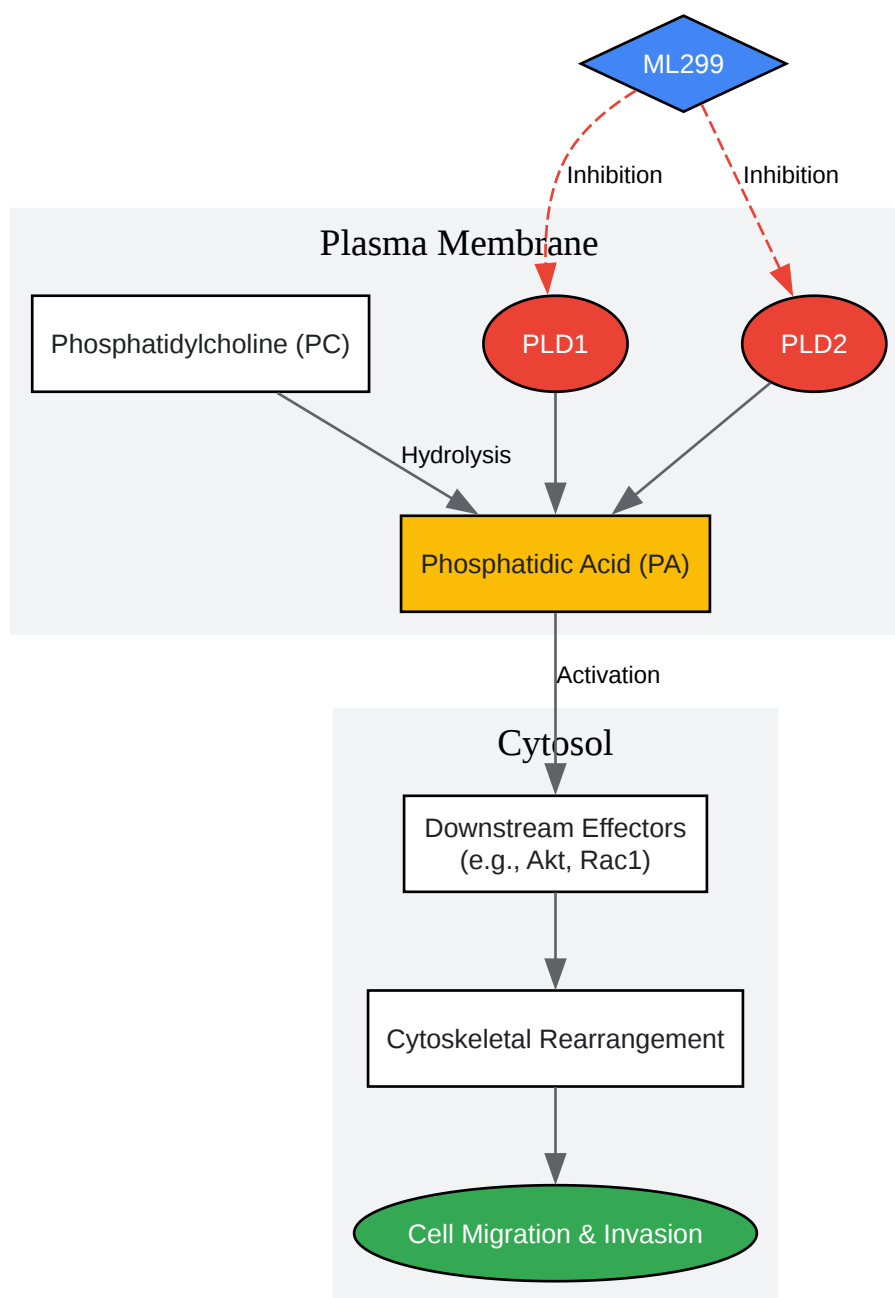 ML299
Inhibition
Inhibition
Plasma Membrane
Phosphatidylcholine (PC)
PLD1
PLD2
Hydrolysis
Phosphatidic Acid (PA)
Activation
Cytosol
Downstream Effectors
(e.g., Akt, Rac1)
Cytoskeletal Rearrangement
Cell Migration & Invasion